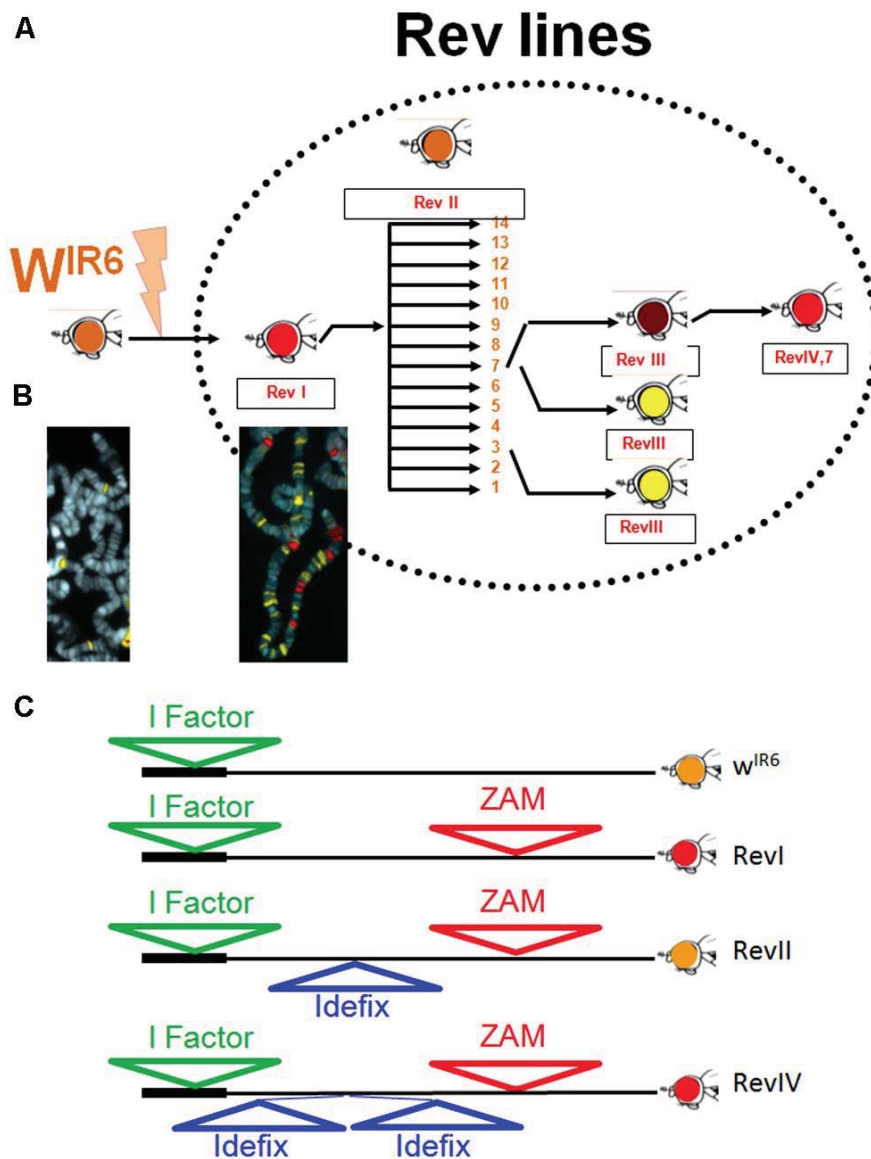 A
Rev lines
Rev II
14
13
12
11
10
9
8
7
6
5
4
3
2
1
W^IR6
Rev I
Rev III
RevIV,7
RevIII
RevIII
B
C
I Factor
w^IR6
I Factor
ZAM
RevI
I Factor
ZAM
RevII
Idefix
I Factor
ZAM
RevIV
Idefix
Idefix